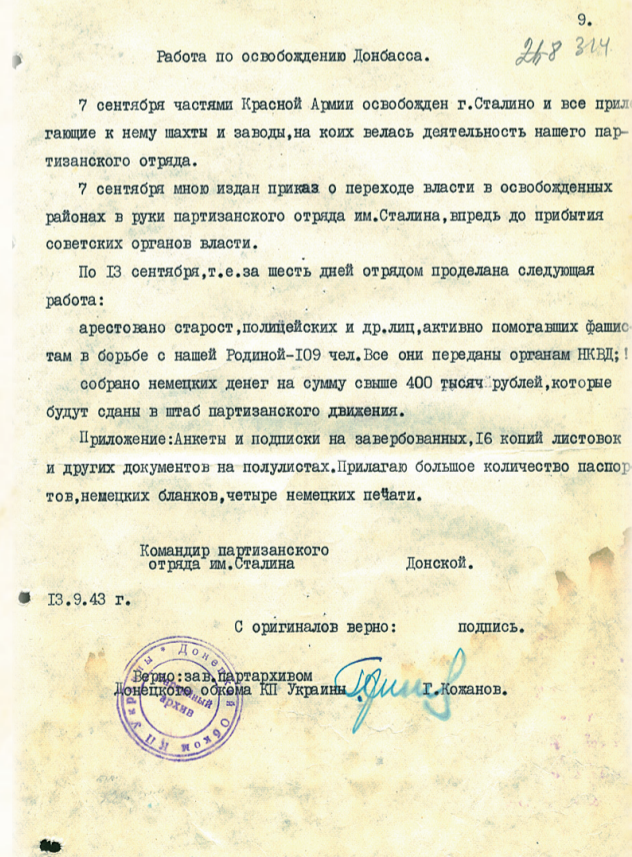 9.
268 314
Работа по освобождению Донбасса.
7 сентября частями Красной Армии освобожден г.Сталино и все приле
гающие к нему шахты и заводы,на коих велась деятельность нашего пар-
тизанского отряда.
7 сентября мною издан приказ о переходе власти в освобожденных
районах в руки партизанского отряда им.Сталина,впредь до прибытия
советских органов власти.
По 13 сентября,т.е.за шесть дней отрядом проделана следующая
работа:
арестовано старост,полицейских и др.лиц,активно помогавших фашис-
там в борьбе с нашей Родиной-109 чел.Все они переданы органам НКВД;
собрано немецких денег на сумму свыше 400 тысяч рублей,которые
будут сданы в штаб партизанского движения.
Приложение:Анкеты и подписки на завербованных,16 копий листовок
и других документов на полулистах.Прилагаю большое количество паспор-
тов,немецких бланков,четыре немецких печати.
Командир партизанского
отряда им.Сталина Донской.
13.9.43 г.
С оригиналов верно: подпись.
Верно:зав.партархивом
Донецкого обкома КП Украины Г.Кожанов.
Донецкий Обком КП Украины
Партийный
архив